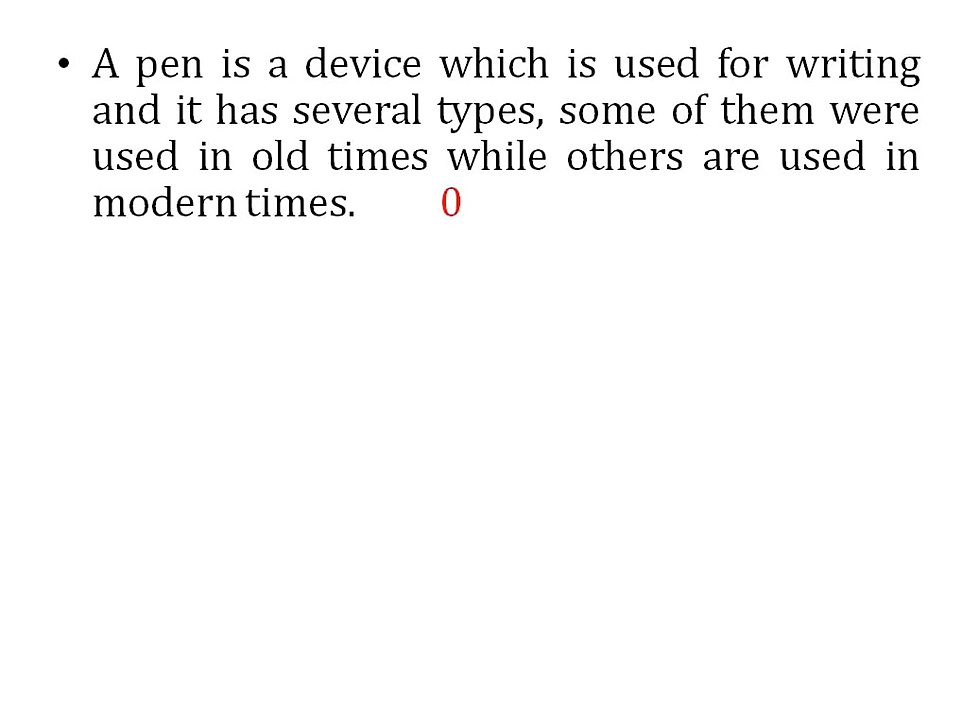 • A pen is a device which is used for writing
and it has several types, some of them were
used in old times while others are used in
modern times. 0